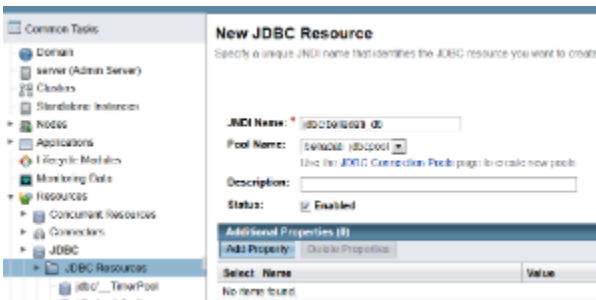 Common Tasks
Domain
server (Admin Server)
Clusters
Standalone Instances
Nodes
Applications
Lifecycle Modules
Monitoring Data
Resources
Concurrent Resources
Connectors
JDBC
JDBC Resources
jdbc/__TimerPool
New JDBC Resource
Specify a unique JNDI name that identifies the JDBC resource you want to create
JNDI Name: *
Pool Name:
Use the JDBC Connection Pools page to create new pools
Description:
Status: Enabled
Additional Properties (0)
Add Property Delete Properties
Select Name Value
No items found.